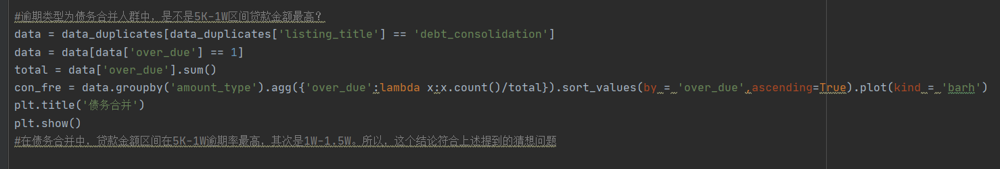 #逾期类型为债务合并人群中，是不是5K-1W区间贷款金额最高？
data = data_duplicates[data_duplicates['listing_title'] == 'debt_consolidation']
data = data[data['over_due'] == 1]
total = data['over_due'].sum()
con_fre = data.groupby('amount_type').agg({'over_due':lambda x:x.count()/total}).sort_values(by = 'over_due',ascending=True).plot(kind = 'barh')
plt.title('债务合并')
plt.show()
#在债务合并中，贷款金额区间在5K-1W逾期率最高，其次是1W-1.5W。所以，这个结论符合上述提到的猜想问题